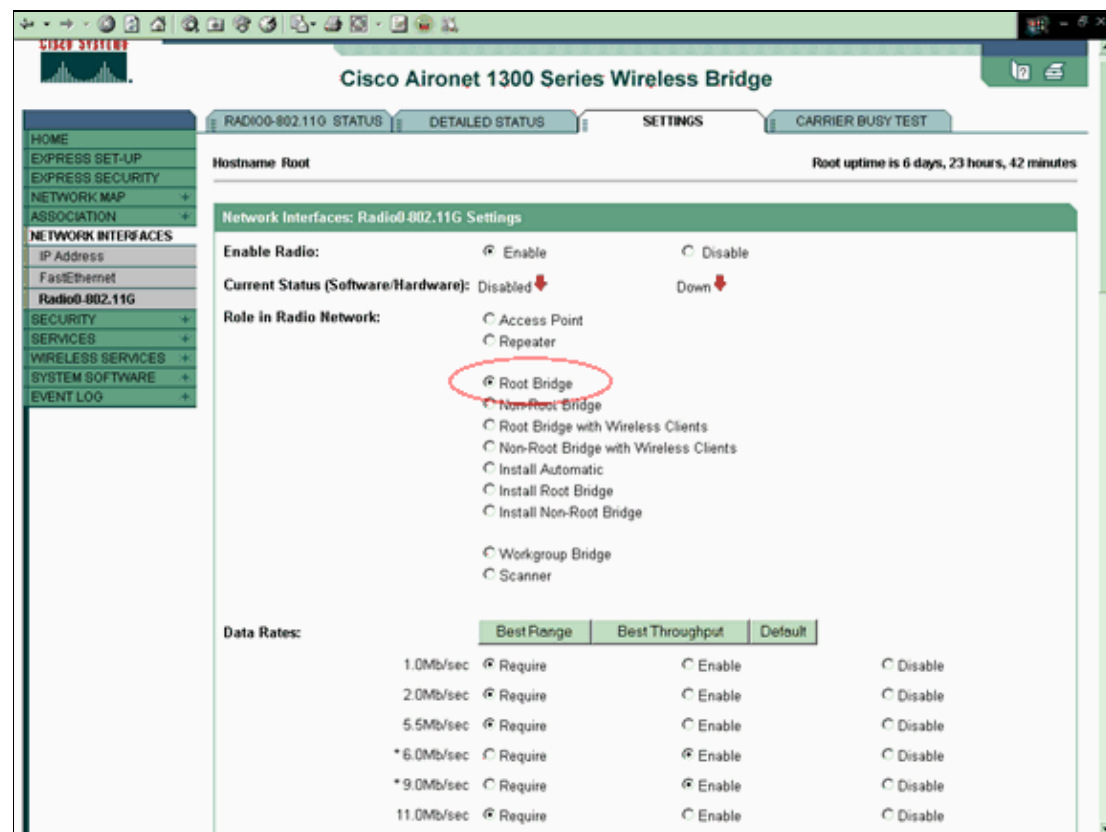 CISCO SYSTEMS
Cisco Aironet 1300 Series Wireless Bridge
RADIO0-802.11G STATUS DETAILED STATUS SETTINGS CARRIER BUSY TEST
HOME
EXPRESS SET-UP
EXPRESS SECURITY
NETWORK MAP +
ASSOCIATION +
NETWORK INTERFACES
IP Address
FastEthernet
Radio0-802.11G
SECURITY +
SERVICES +
WIRELESS SERVICES +
SYSTEM SOFTWARE +
EVENT LOG +
Hostname Root Root uptime is 6 days, 23 hours, 42 minutes
Network Interfaces: Radio0-802.11G Settings
Enable Radio: Enable Disable
Current Status (Software/Hardware): Disabled Down
Role in Radio Network: Access Point
Repeater
Root Bridge
Non-Root Bridge
Root Bridge with Wireless Clients
Non-Root Bridge with Wireless Clients
Install Automatic
Install Root Bridge
Install Non-Root Bridge
Workgroup Bridge
Scanner
Data Rates: Best Range Best Throughput Default
1.0Mb/sec Require Enable Disable
2.0Mb/sec Require Enable Disable
5.5Mb/sec Require Enable Disable
*6.0Mb/sec Require Enable Disable
*9.0Mb/sec Require Enable Disable
11.0Mb/sec Require Enable Disable